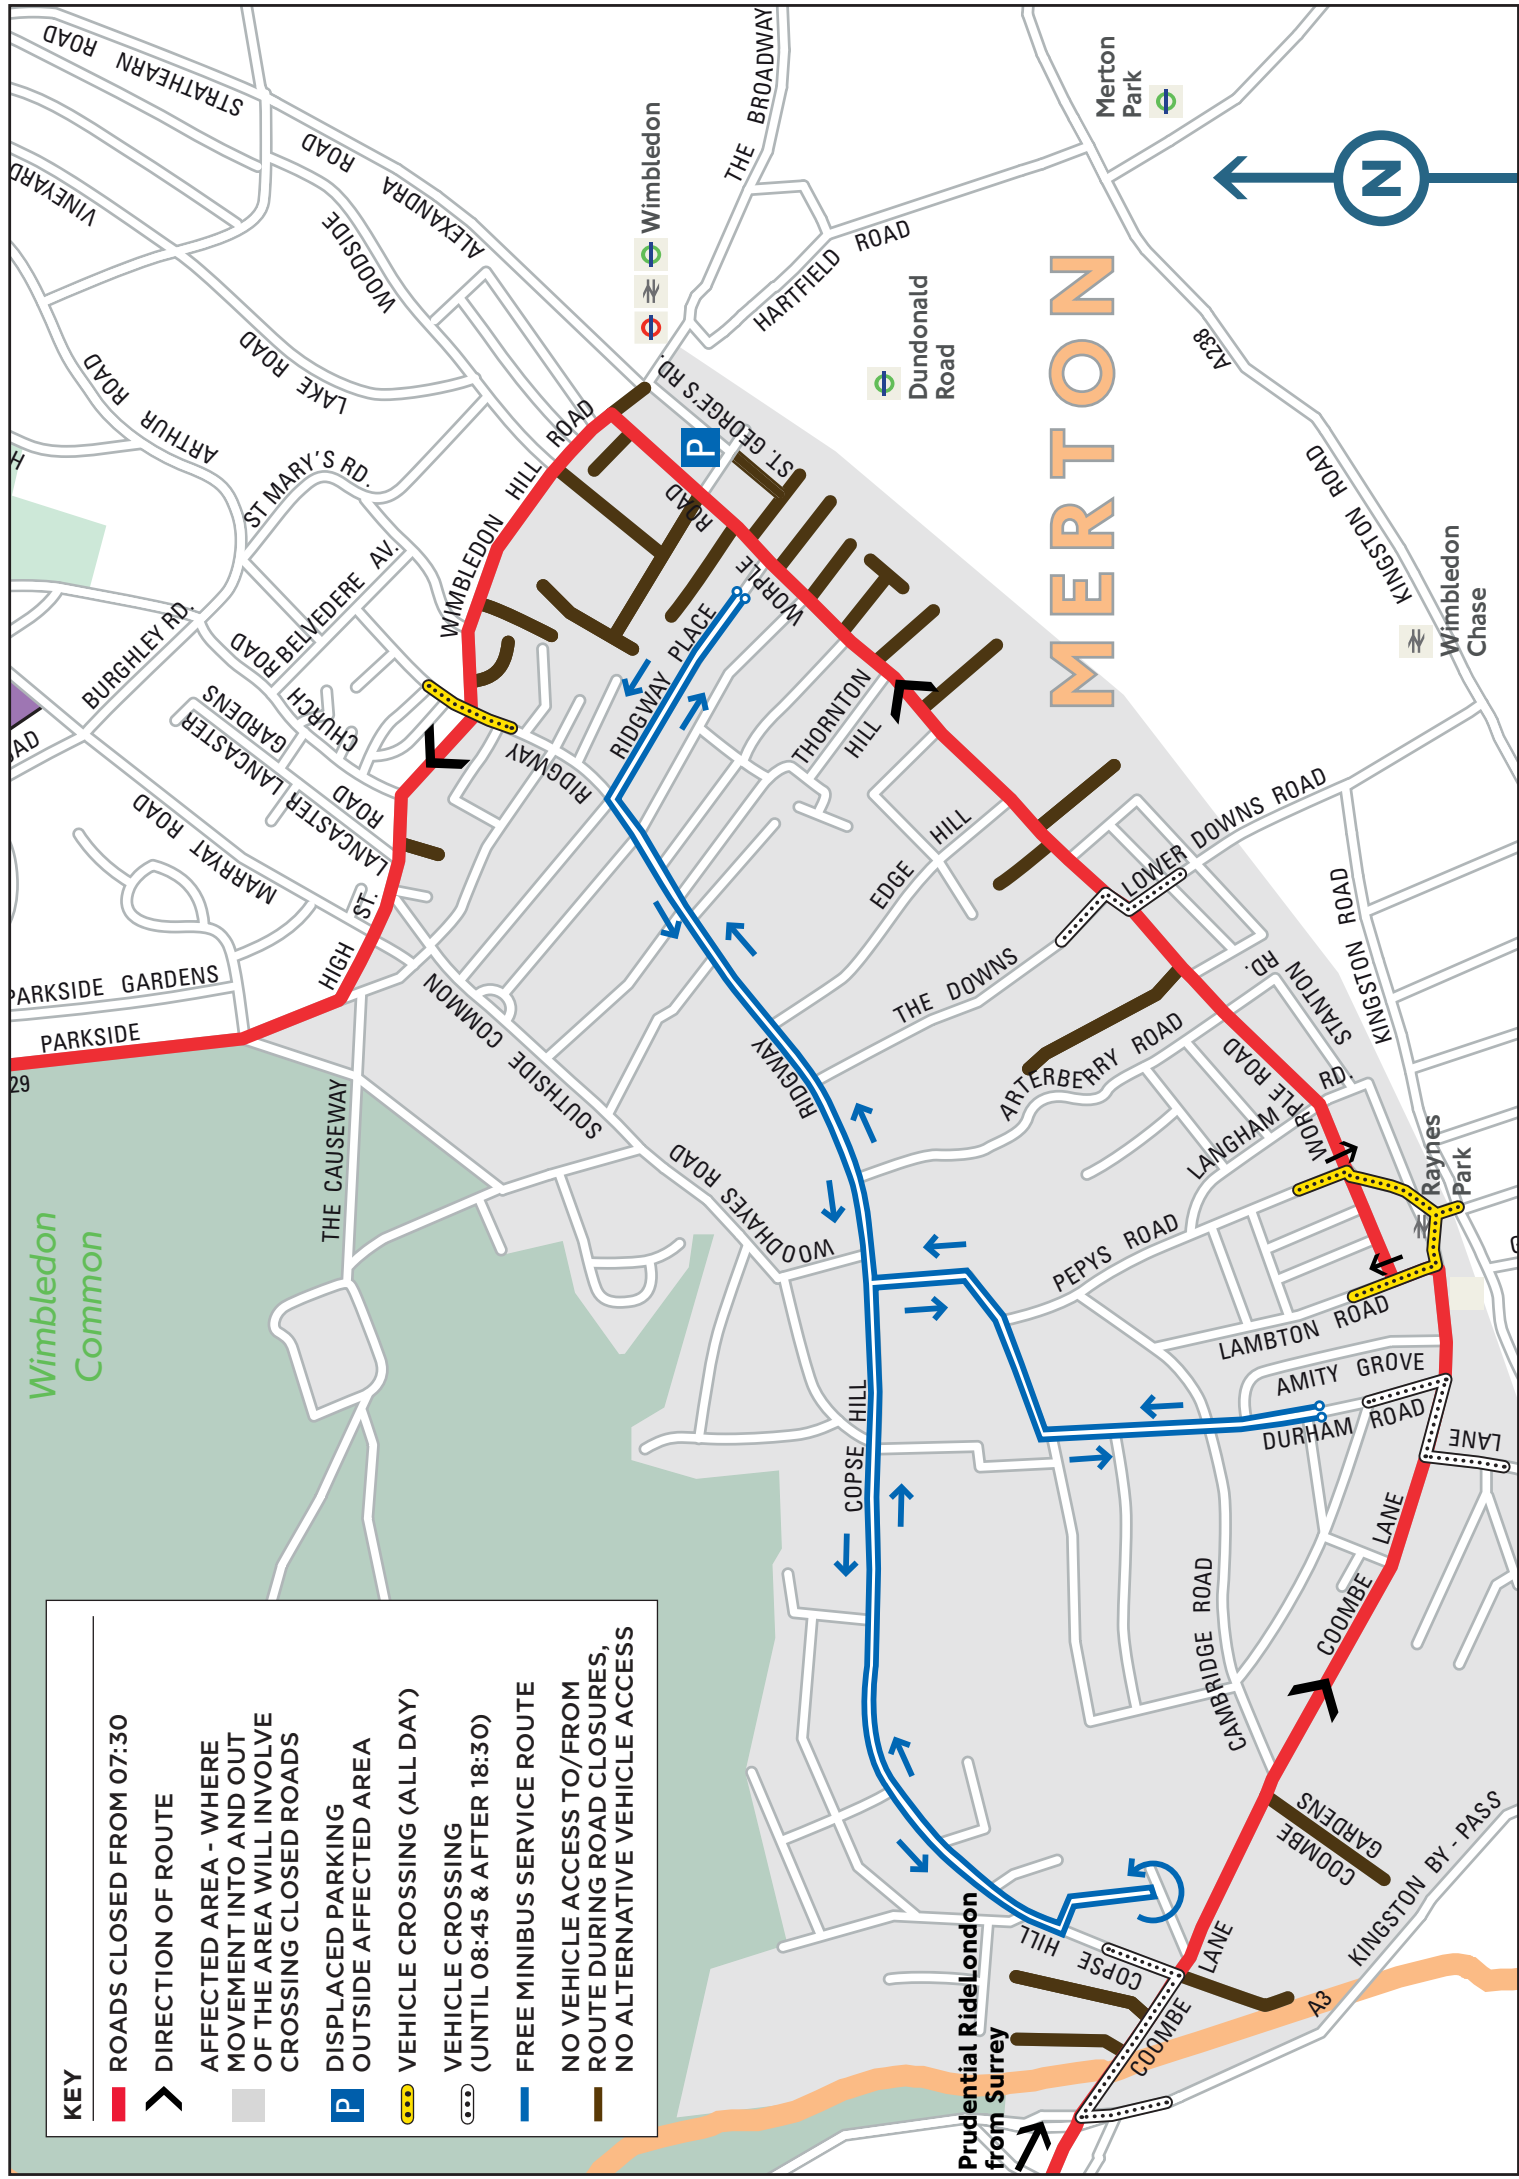 KEY
ROADS CLOSED FROM 07:30
DIRECTION OF ROUTE
AFFECTED AREA - WHERE
MOVEMENT INTO AND OUT
OF THE AREA WILL INVOLVE
CROSSING CLOSED ROADS
P
DISPLACED PARKING
OUTSIDE AFFECTED AREA
VEHICLE CROSSING (ALL DAY)
VEHICLE CROSSING
(UNTIL 08:45 & AFTER 18:30)
FREE MINIBUS SERVICE ROUTE
NO VEHICLE ACCESS TO/FROM
ROUTE DURING ROAD CLOSURES,
NO ALTERNATIVE VEHICLE ACCESS
Wimbledon
Common
29
PARKSIDE
PARKSIDE GARDENS
THE CAUSEWAY
HIGH ST.
MARRYAT ROAD
LANCASTER ROAD
LANCASTER GARDENS
LANCASTER
CHURCH ROAD
BURGHLEY RD.
BELVEDERE AV.
ST MARY'S RD.
ARTHUR ROAD
LAKE ROAD
WOODSIDE
VINEYARD
STRATHEARN ROAD
ALEXANDRA ROAD
WIMBLEDON HILL ROAD
Wimbledon
THE BROADWAY
HARTFIELD ROAD
Dundonald
Road
Merton
Park
N
MERTON
A238
KINGSTON ROAD
Wimbledon
Chase
P
ST. GEORGE'S RD.
WORPLE ROAD
RIDGWAY PLACE
RIDGWAY
THORNTON
HILL
EDGE HILL
THE DOWNS
LOWER DOWNS ROAD
KINGSTON ROAD
SOUTHSIDE COMMON
WOODHAYES ROAD
RIDGWAY
ARTERBERRY ROAD
STANTON RD.
WORPLE ROAD
LANGHAM RD.
Raynes
Park
PEPYS ROAD
LAMBTON ROAD
AMITY GROVE
DURHAM ROAD
LANE
COPSE HILL
CAMBRIDGE ROAD
COOMBE LANE
COOMBE
GARDENS
KINGSTON BY - PASS
COPSE HILL
COOMBE LANE
A3
Prudential RideLondon
from Surrey